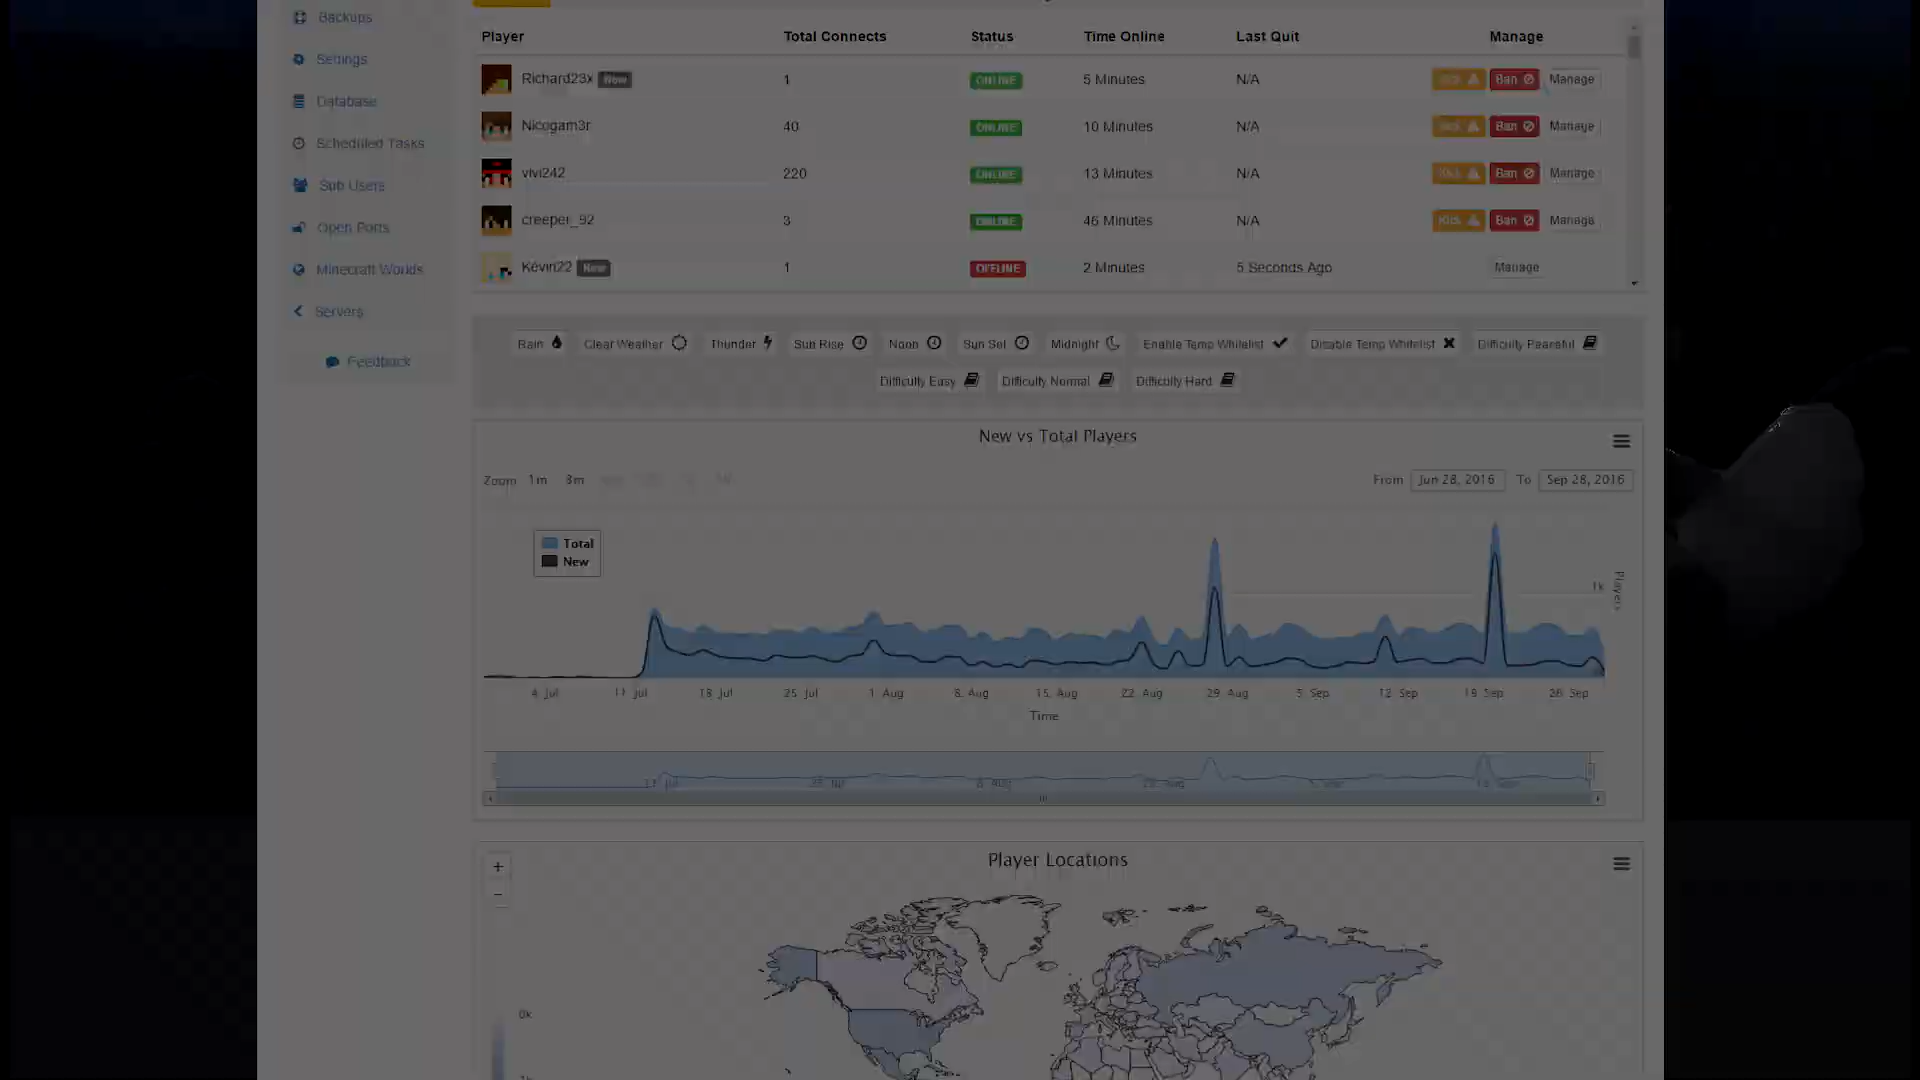 Backups
Settings
Database
Scheduled Tasks
Sub Users
Open Ports
Minecraft Worlds
Servers
Feedback
Player Total Connects Status Time Online Last Quit Manage
Richard23x New 1 ONLINE 5 Minutes N/A Kick Ban Manage
Nicogam3r 40 ONLINE 10 Minutes N/A Kick Ban Manage
vivi242 220 ONLINE 13 Minutes N/A Kick Ban Manage
creeper_92 3 ONLINE 46 Minutes N/A Kick Ban Manage
Kévin22 New 1 OFFLINE 2 Minutes 5 Seconds Ago Manage
Rain Clear Weather Thunder Sun Rise Noon Sun Set Midnight Enable Temp Whitelist Disable Temp Whitelist Difficulty Peaceful
Difficulty Easy Difficulty Normal Difficulty Hard
New vs Total Players
Zoom 1m 3m From Jun 28, 2016 To Sep 28, 2016
Total
New
1k
Players
4. Jul 11. Jul 18. Jul 25. Jul 1. Aug 8. Aug 15. Aug 22. Aug 29. Aug 5. Sep 12. Sep 19. Sep 26. Sep
Time
8. Aug
Player Locations
+
−
0k